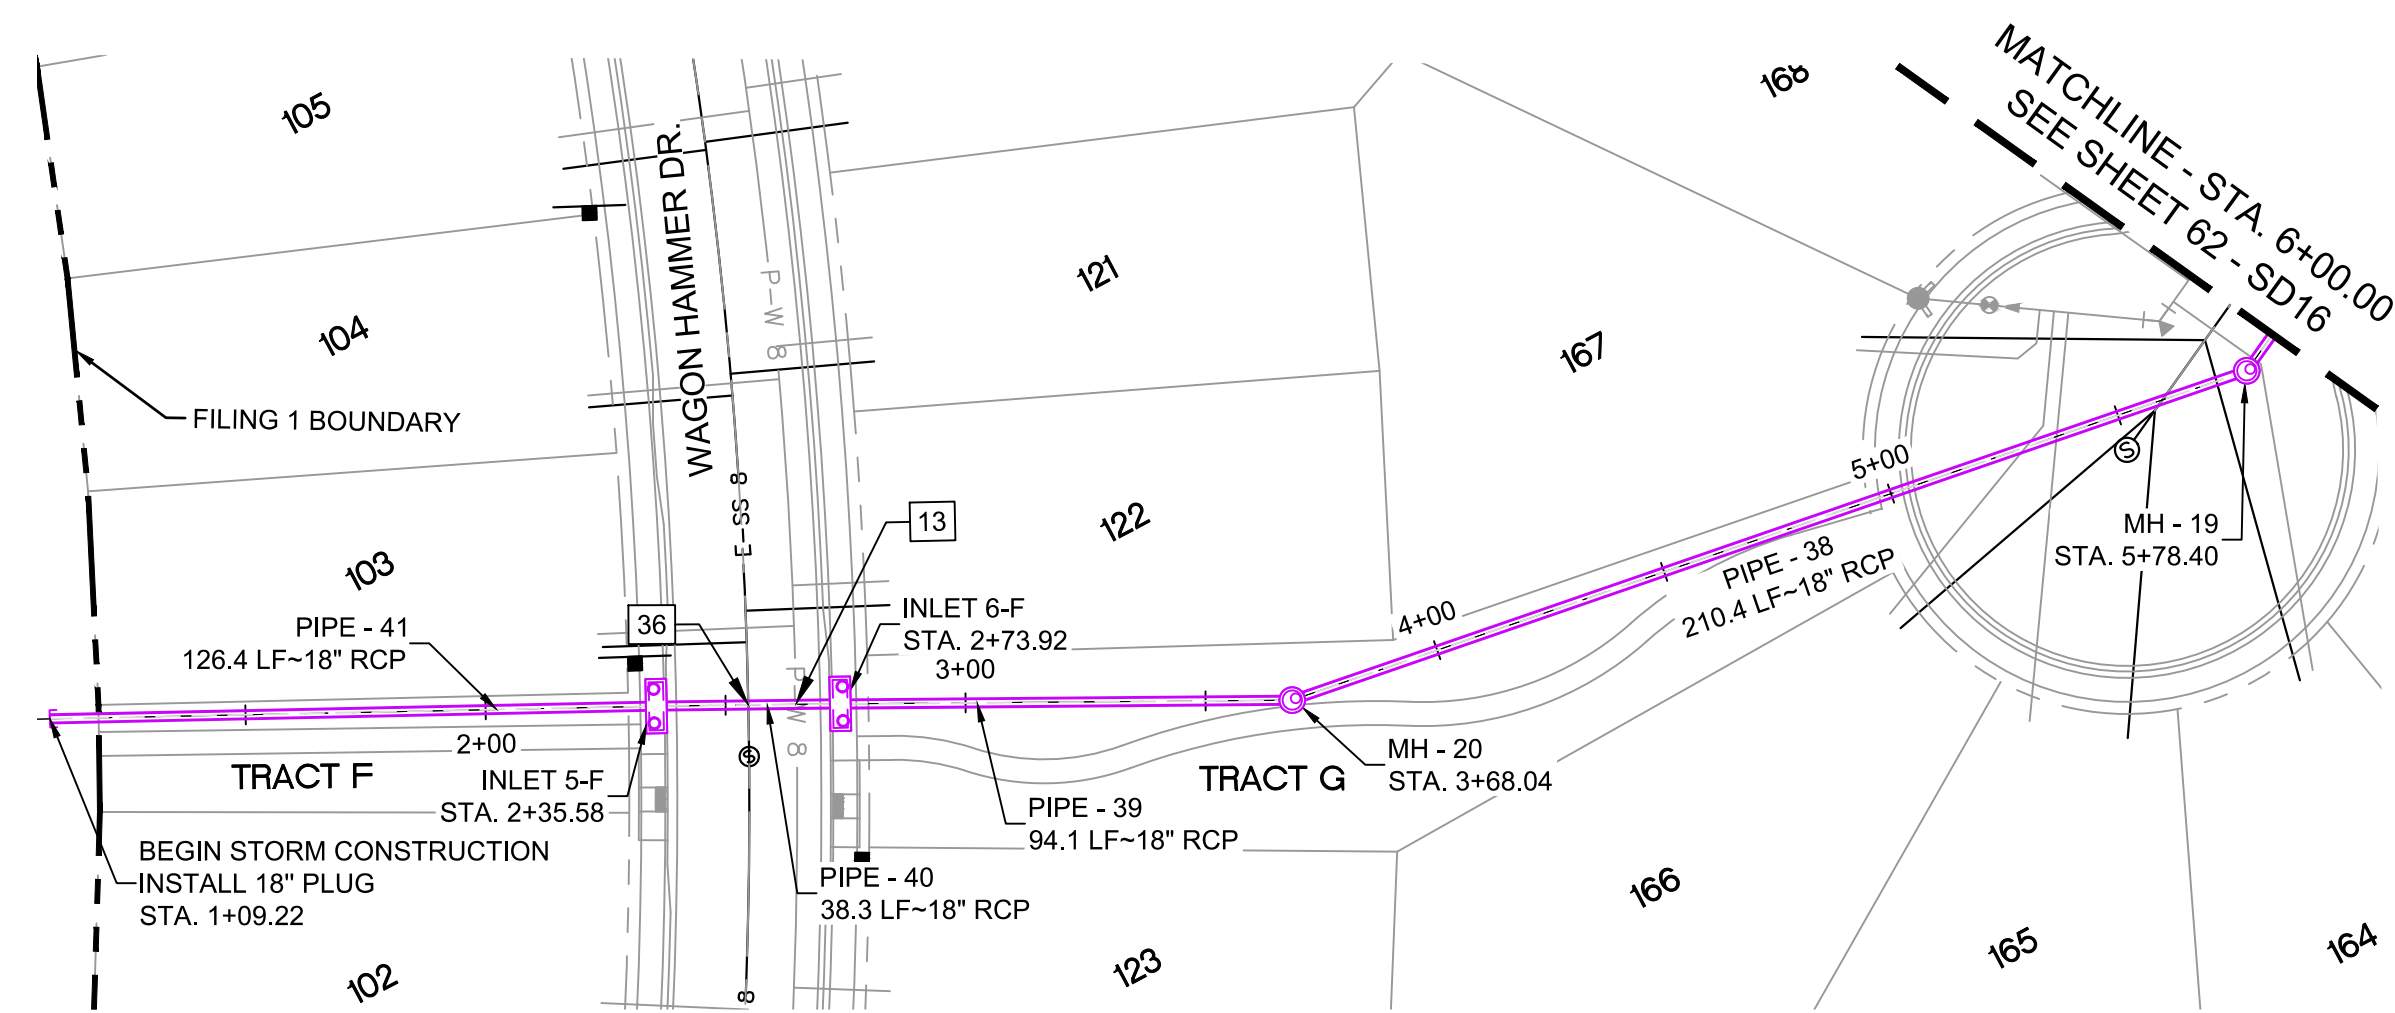 MATCHLINE - STA. 6+00.00
SEE SHEET 62 - SD16
105
168
WAGON HAMMER DR.
P-W 8
121
104
167
FILING 1 BOUNDARY
E-SS 8
13
122
103
5+00
MH - 19
STA. 5+78.40
S
PIPE - 38
210.4 LF~18" RCP
PIPE - 41
126.4 LF~18" RCP
36
INLET 6-F
STA. 2+73.92
3+00
4+00
P-W 8
2+00
TRACT F
INLET 5-F
STA. 2+35.58
S
TRACT G
MH - 20
STA. 3+68.04
PIPE - 39
94.1 LF~18" RCP
BEGIN STORM CONSTRUCTION
INSTALL 18" PLUG
STA. 1+09.22
PIPE - 40
38.3 LF~18" RCP
166
165
164
123
102
8